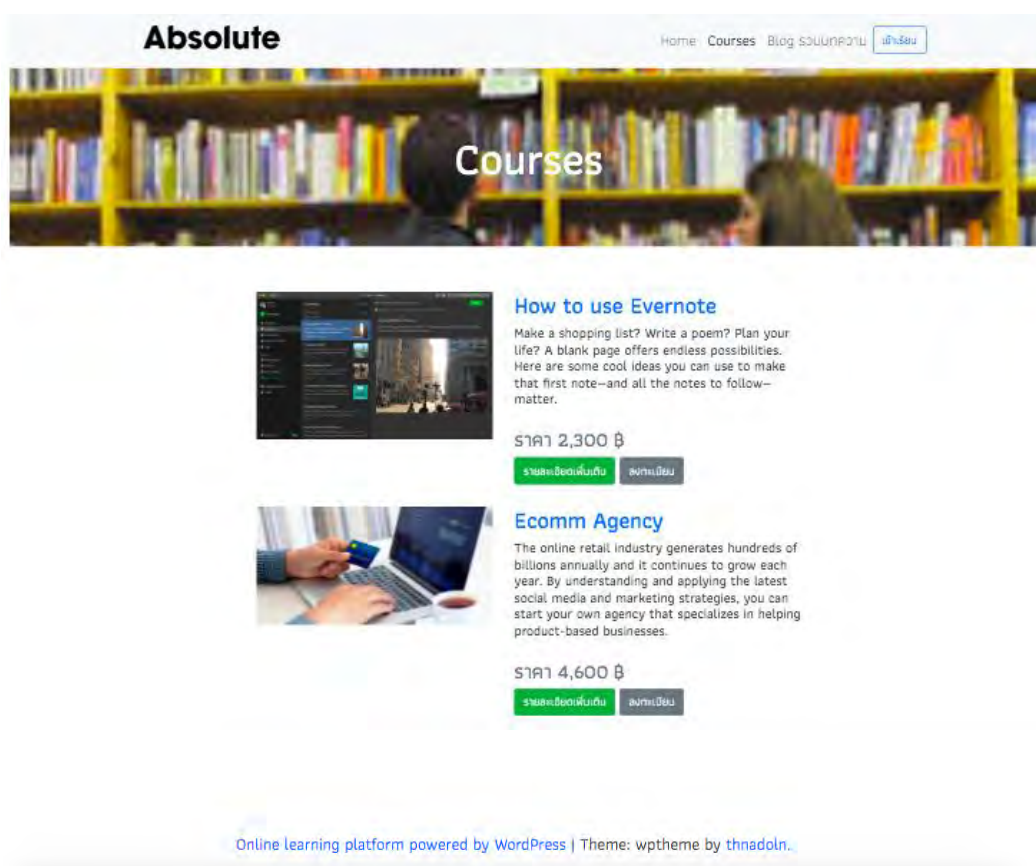 Absolute
Home Courses Blog รวมบทความ เข้าเรียน
Courses
How to use Evernote
Make a shopping list? Write a poem? Plan your
life? A blank page offers endless possibilities.
Here are some cool ideas you can use to make
that first note—and all the notes to follow—
matter.
ราคา 2,300 ฿
รายละเอียดเพิ่มเติม ลงทะเบียน
Ecomm Agency
The online retail industry generates hundreds of
billions annually and it continues to grow each
year. By understanding and applying the latest
social media and marketing strategies, you can
start your own agency that specializes in helping
product-based businesses.
ราคา 4,600 ฿
รายละเอียดเพิ่มเติม ลงทะเบียน
Online learning platform powered by WordPress | Theme: wptheme by thnadoln.